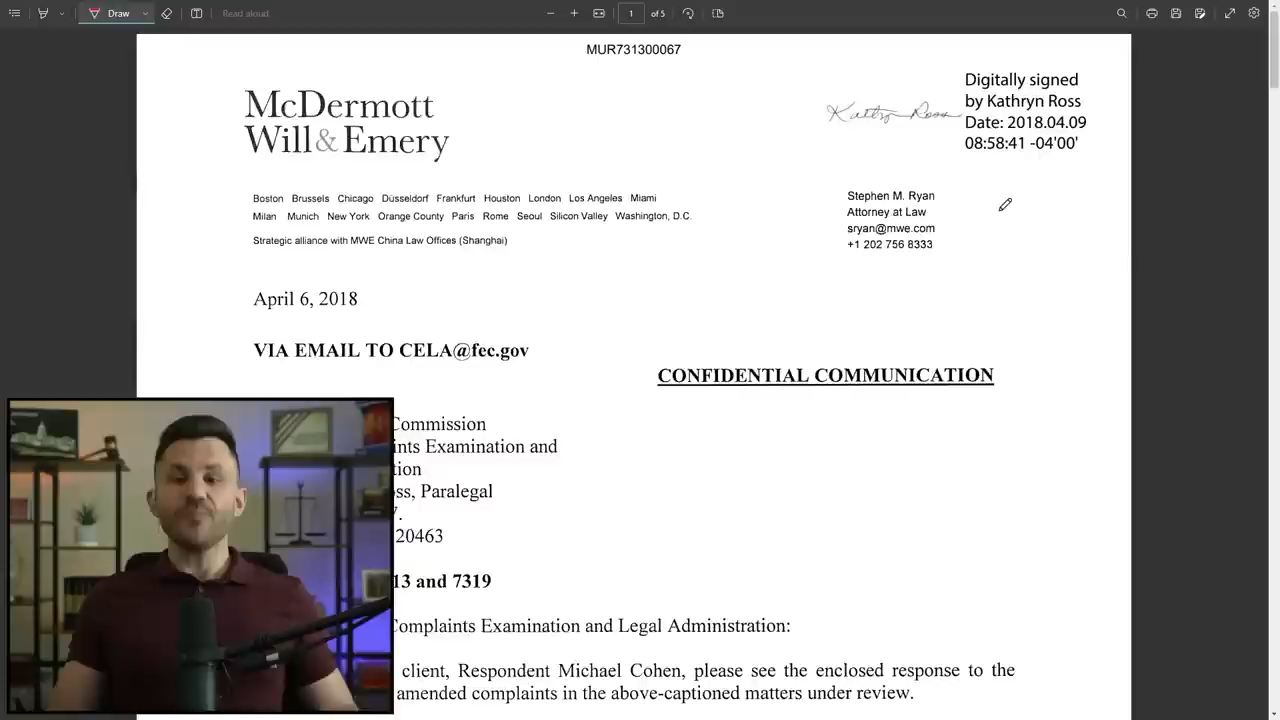 Draw
Read aloud
1 of 5
MUR731300067
McDermott
Will & Emery
Kathryn Ross
Digitally signed
by Kathryn Ross
Date: 2018.04.09
08:58:41 -04'00'
Boston Brussels Chicago Düsseldorf Frankfurt Houston London Los Angeles Miami
Milan Munich New York Orange County Paris Rome Seoul Silicon Valley Washington, D.C.
Strategic alliance with MWE China Law Offices (Shanghai)
Stephen M. Ryan
Attorney at Law
sryan@mwe.com
+1 202 756 8333
April 6, 2018
VIA EMAIL TO CELA@fec.gov
CONFIDENTIAL COMMUNICATION
Commission
ints Examination and
tion
ss, Paralegal
20463
13 and 7319
Complaints Examination and Legal Administration:
client, Respondent Michael Cohen, please see the enclosed response to the
amended complaints in the above-captioned matters under review.